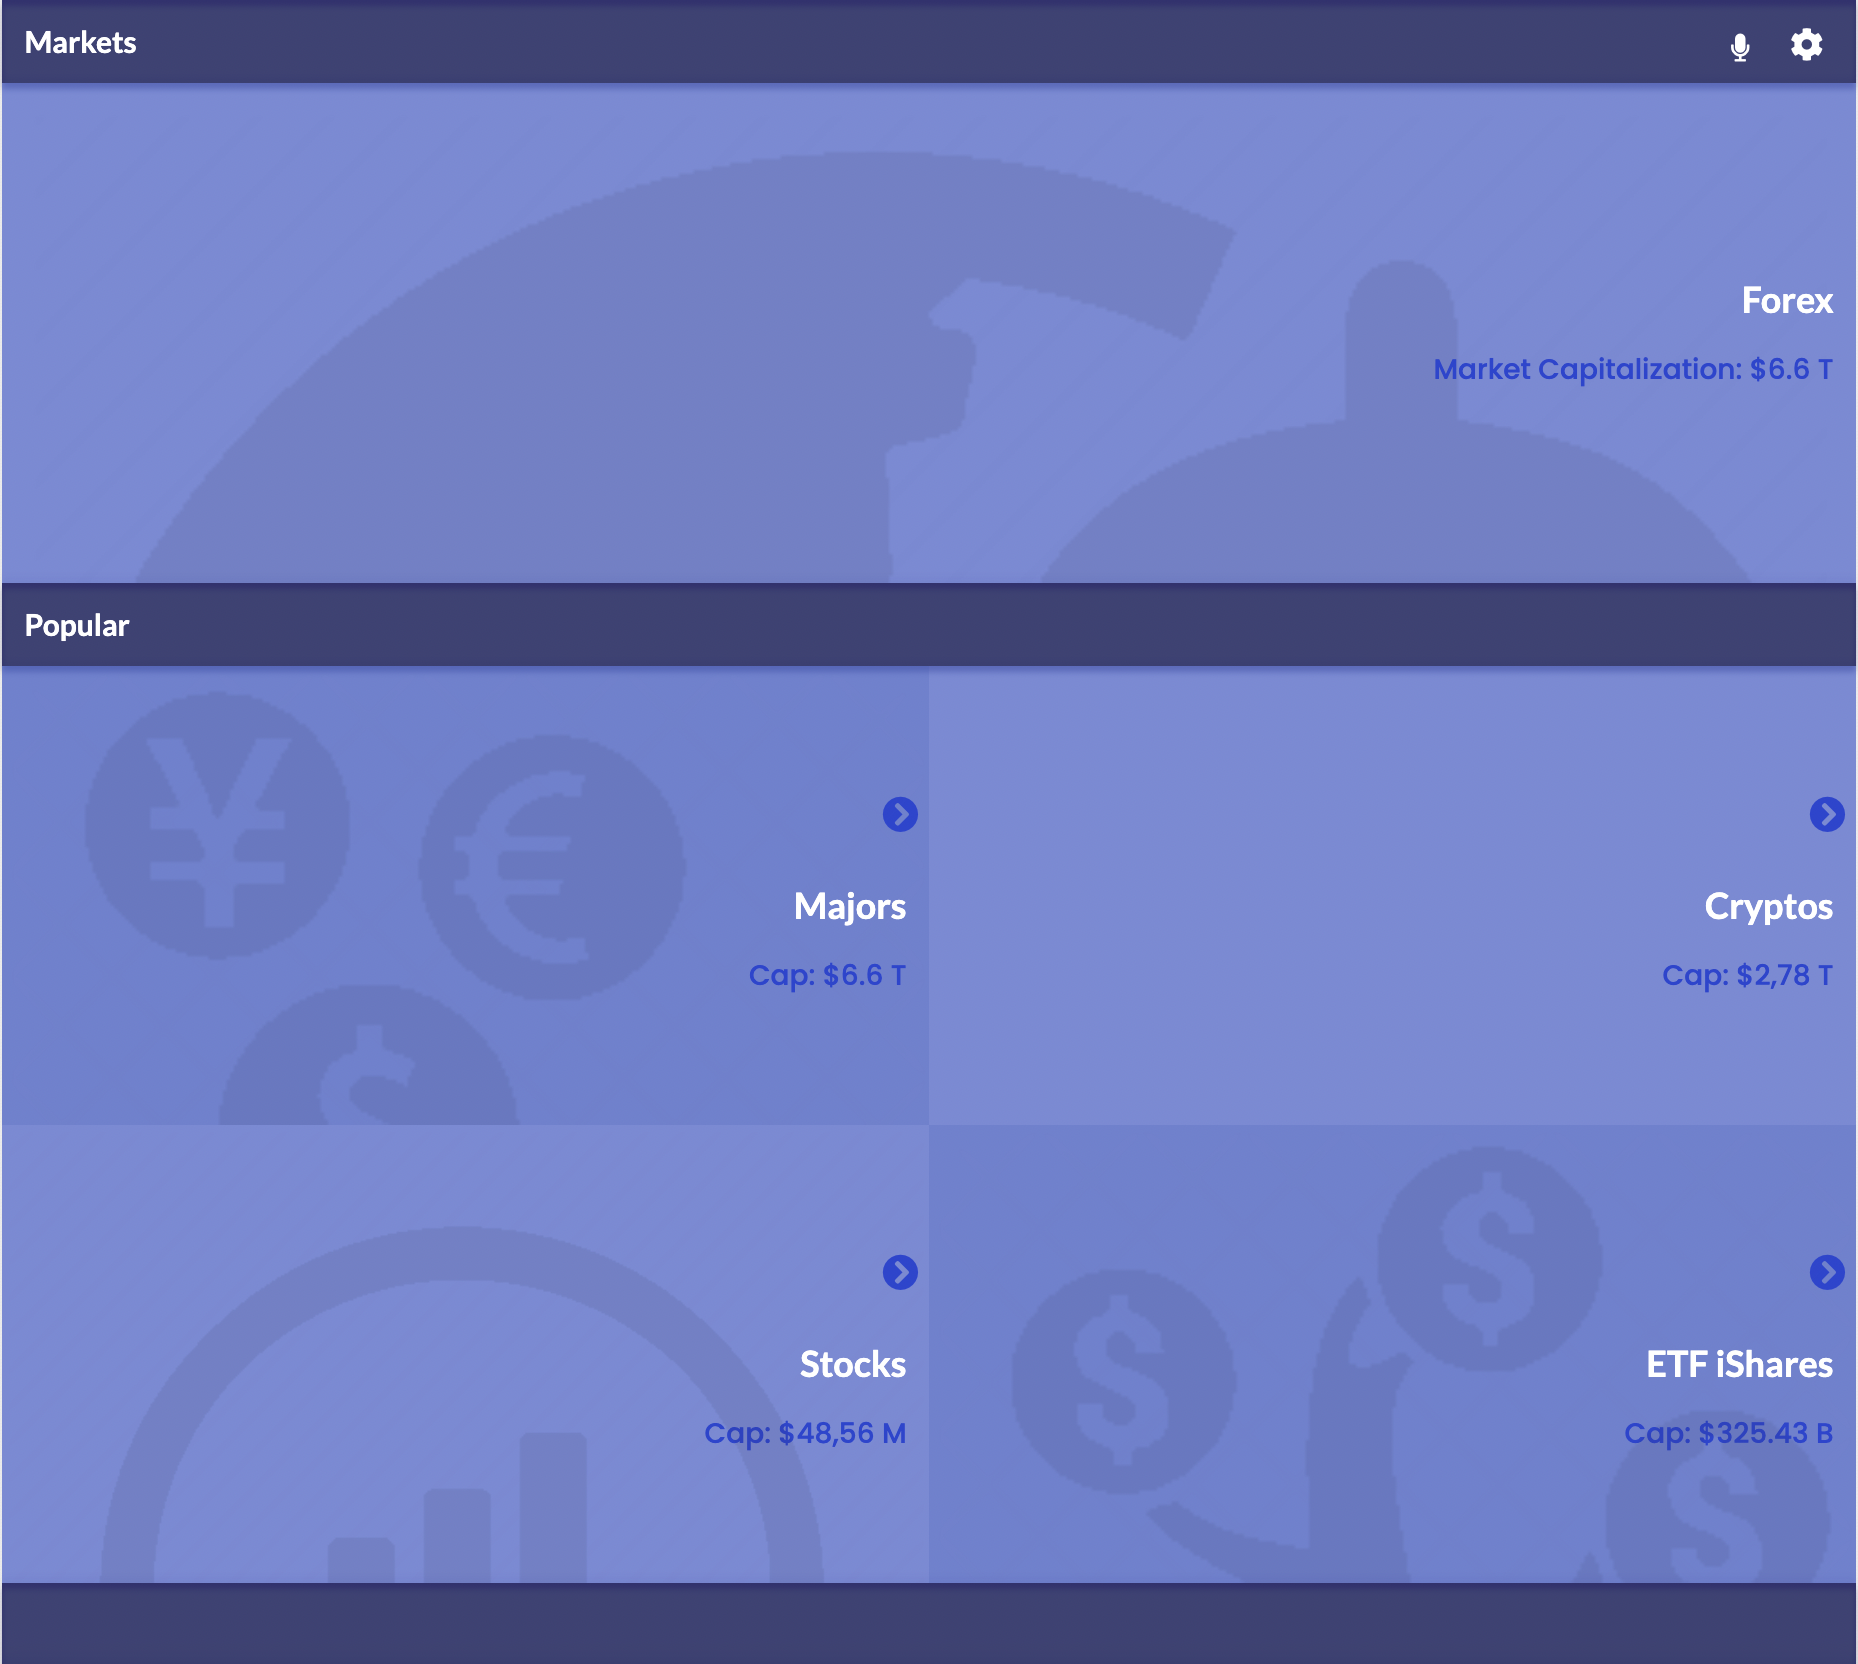 Markets
Forex
Market Capitalization: $6.6 T
Popular
Majors
Cap: $6.6 T
Cryptos
Cap: $2,78 T
Stocks
Cap: $48,56 M
ETF iShares
Cap: $325.43 B